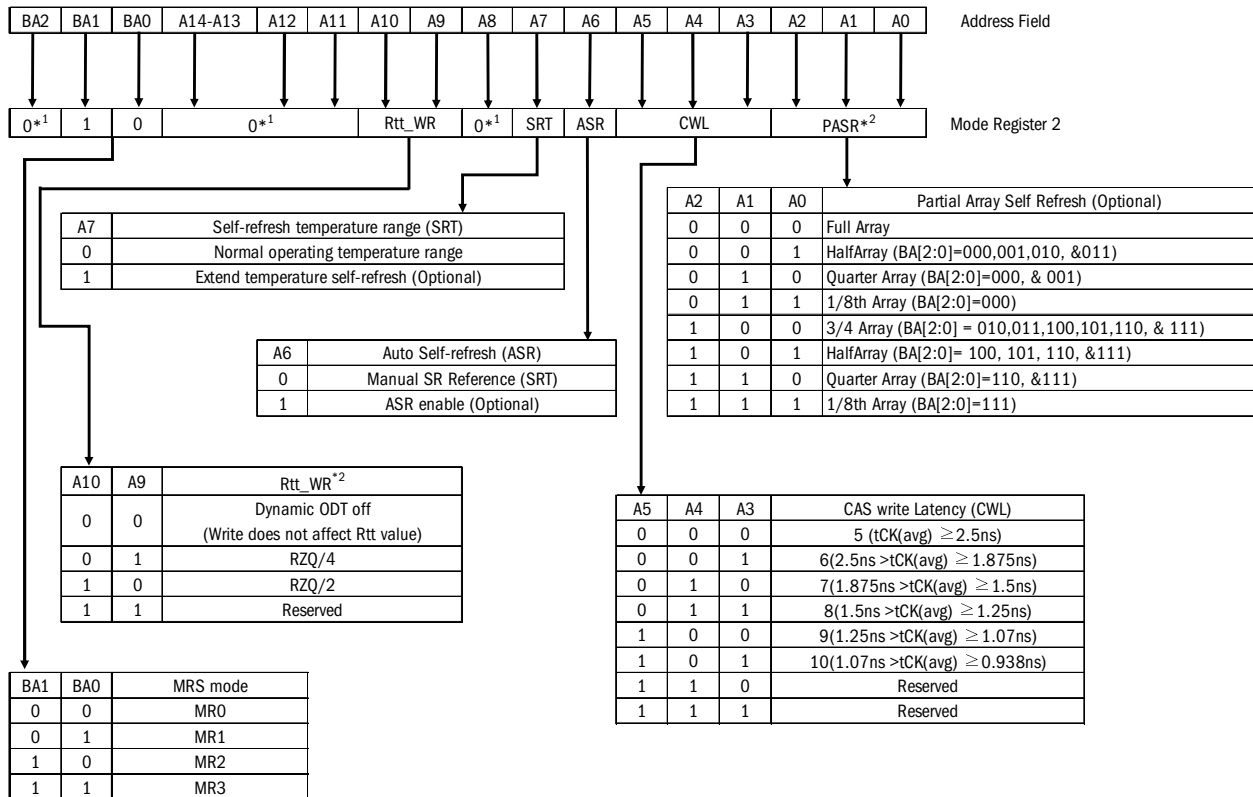 BA2 BA1 BA0 A14-A13 A12 A11 A10 A9 A8 A7 A6 A5 A4 A3 A2 A1 A0 Address Field
0*1 1 0 0*1 Rtt_WR 0*1 SRT ASR CWL PASR*2 Mode Register 2
A7 Self-refresh temperature range (SRT)
0 Normal operating temperature range
1 Extend temperature self-refresh (Optional)
A2 A1 A0 Partial Array Self Refresh (Optional)
0 0 0 Full Array
0 0 1 HalfArray (BA[2:0]=000,001,010, &011)
0 1 0 Quarter Array (BA[2:0]=000, & 001)
0 1 1 1/8th Array (BA[2:0]=000)
1 0 0 3/4 Array (BA[2:0] = 010,011,100,101,110, & 111)
1 0 1 HalfArray (BA[2:0]= 100, 101, 110, &111)
1 1 0 Quarter Array (BA[2:0]=110, &111)
1 1 1 1/8th Array (BA[2:0]=111)
A6 Auto Self-refresh (ASR)
0 Manual SR Reference (SRT)
1 ASR enable (Optional)
A10 A9 Rtt_WR*2
0 0 Dynamic ODT off
(Write does not affect Rtt value)
0 1 RZQ/4
1 0 RZQ/2
1 1 Reserved
A5 A4 A3 CAS write Latency (CWL)
0 0 0 5 (tCK(avg) ≥2.5ns)
0 0 1 6(2.5ns >tCK(avg) ≥1.875ns)
0 1 0 7(1.875ns >tCK(avg) ≥1.5ns)
0 1 1 8(1.5ns >tCK(avg) ≥1.25ns)
1 0 0 9(1.25ns >tCK(avg) ≥1.07ns)
1 0 1 10(1.07ns >tCK(avg) ≥0.938ns)
1 1 0 Reserved
1 1 1 Reserved
BA1 BA0 MRS mode
0 0 MR0
0 1 MR1
1 0 MR2
1 1 MR3